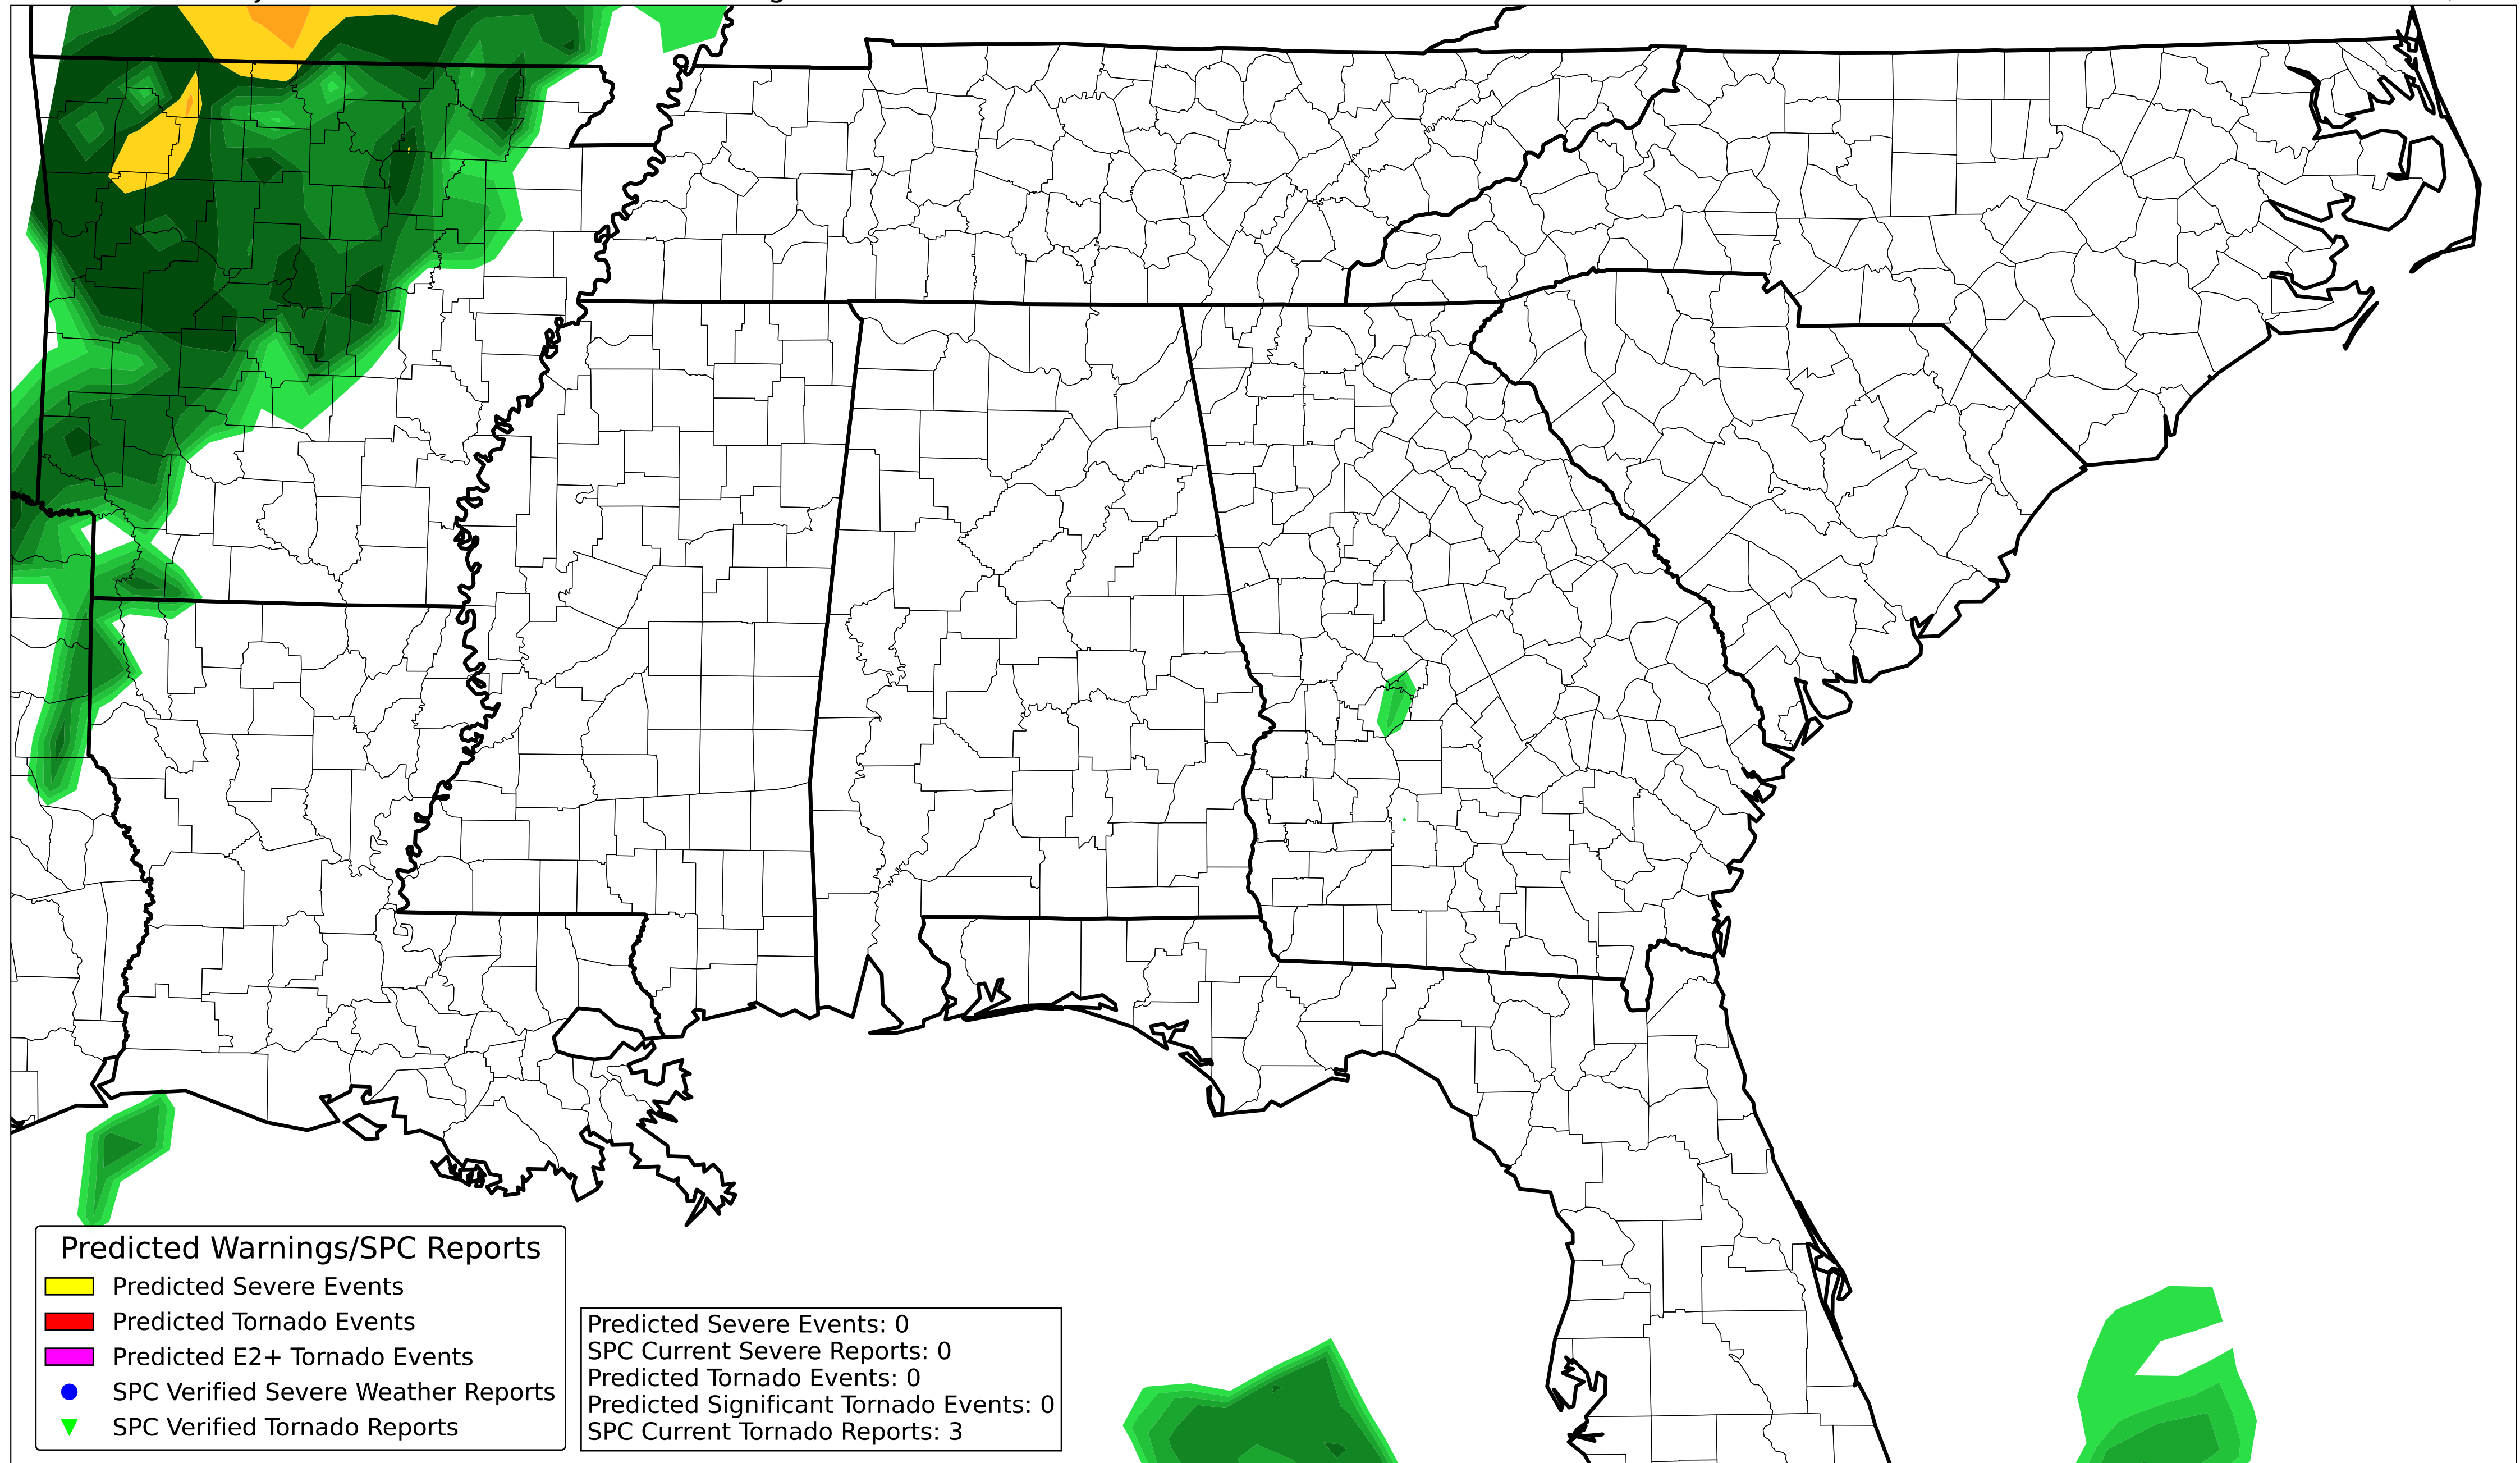 Predicted Warnings/SPC Reports
Predicted Severe Events
Predicted Tornado Events
Predicted E2+ Tornado Events
SPC Verified Severe Weather Reports
SPC Verified Tornado Reports
Predicted Severe Events: 0
SPC Current Severe Reports: 0
Predicted Tornado Events: 0
Predicted Significant Tornado Events: 0
SPC Current Tornado Reports: 3